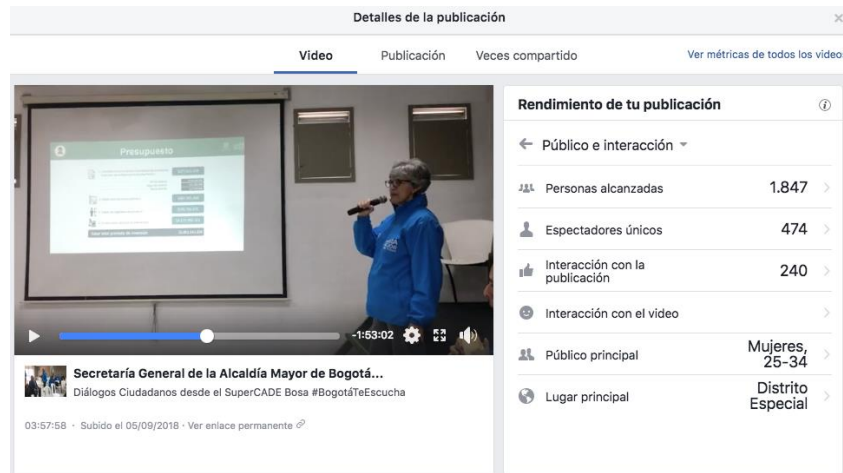 Detalles de la publicación
Video Publicación Veces compartido Ver métricas de todos los videos
Presupuesto
-1:53:02
Secretaría General de la Alcaldía Mayor de Bogotá...
Diálogos Ciudadanos desde el SuperCADE Bosa #BogotáTeEscucha
03:57:58 · Subido el 05/09/2018 · Ver enlace permanente
Rendimiento de tu publicación
Público e interacción
Personas alcanzadas 1.847
Espectadores únicos 474
Interacción con la
publicación 240
Interacción con el video
Público principal Mujeres,
25-34
Lugar principal Distrito
Especial